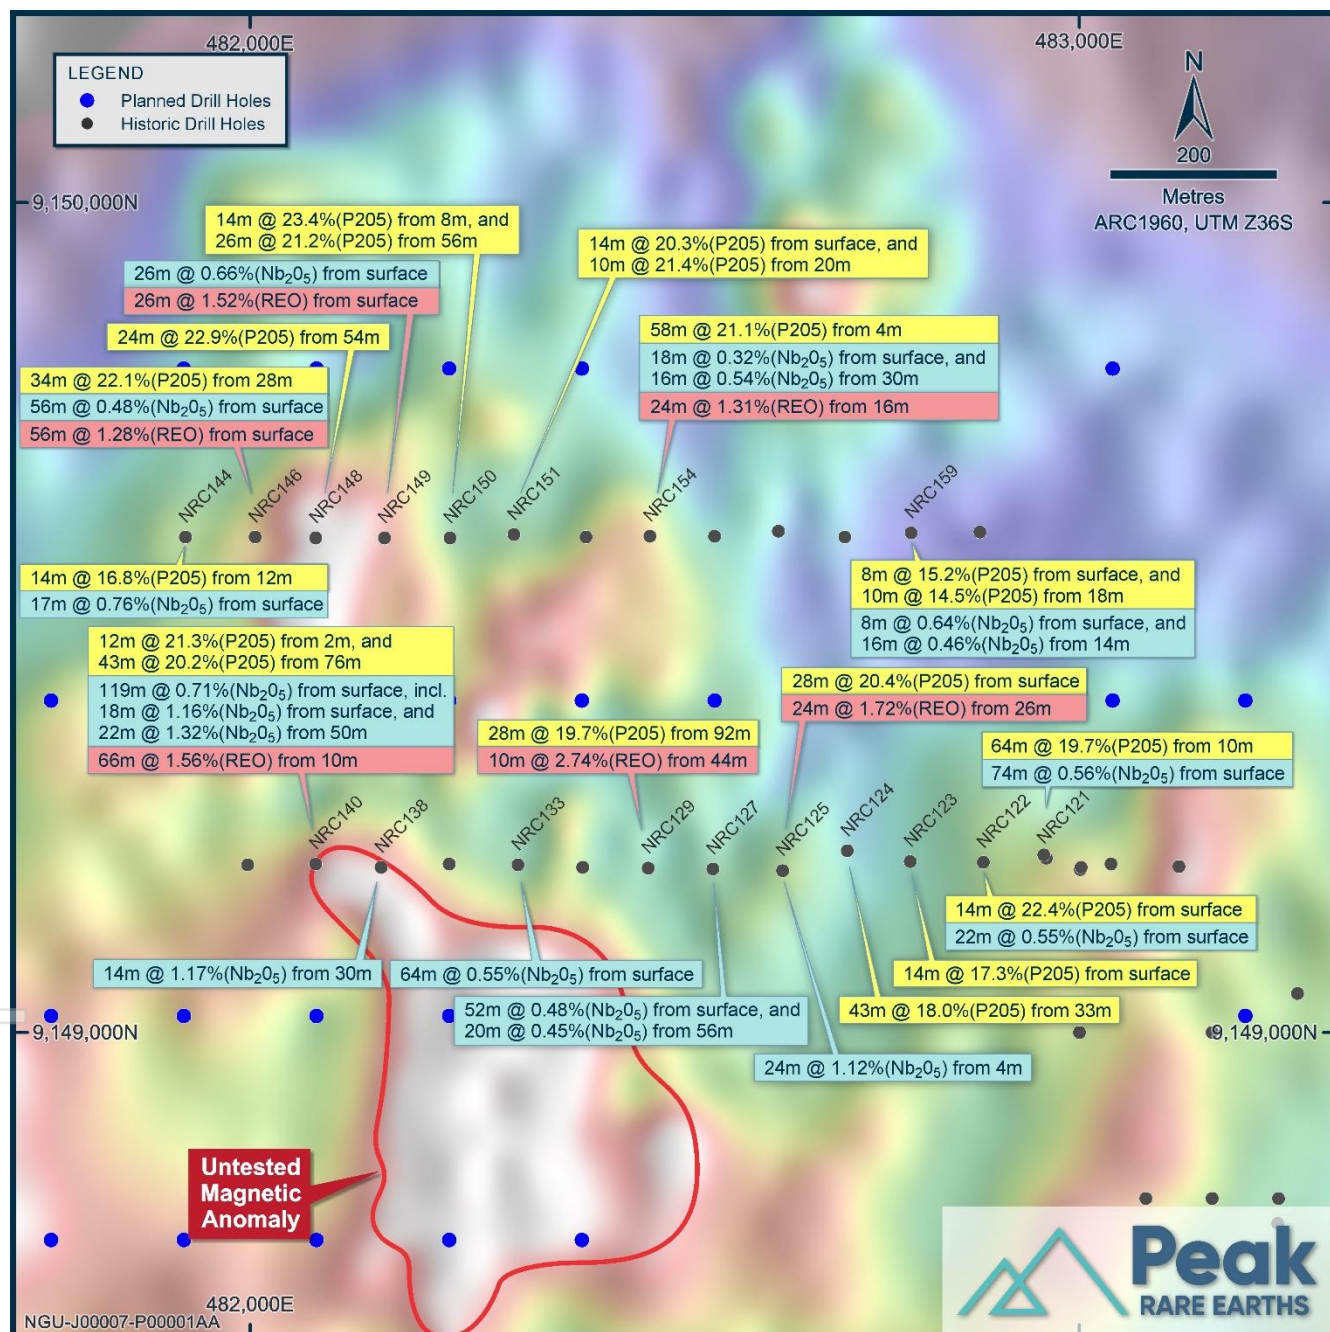 482,000E
483,000E
LEGEND
Planned Drill Holes
Historic Drill Holes
N
200
Metres
ARC1960, UTM Z36S
9,150,000N
14m @ 23.4%(P205) from 8m, and
26m @ 21.2%(P205) from 56m
14m @ 20.3%(P205) from surface, and
10m @ 21.4%(P205) from 20m
26m @ 0.66%(Nb₂0₅) from surface
26m @ 1.52%(REO) from surface
24m @ 22.9%(P205) from 54m
58m @ 21.1%(P205) from 4m
18m @ 0.32%(Nb₂0₅) from surface, and
16m @ 0.54%(Nb₂0₅) from 30m
24m @ 1.31%(REO) from 16m
34m @ 22.1%(P205) from 28m
56m @ 0.48%(Nb₂0₅) from surface
56m @ 1.28%(REO) from surface
NRC144
NRC146
NRC148
NRC149
NRC150
NRC151
NRC154
NRC159
14m @ 16.8%(P205) from 12m
17m @ 0.76%(Nb₂0₅) from surface
8m @ 15.2%(P205) from surface, and
10m @ 14.5%(P205) from 18m
8m @ 0.64%(Nb₂0₅) from surface, and
16m @ 0.46%(Nb₂0₅) from 14m
12m @ 21.3%(P205) from 2m, and
43m @ 20.2%(P205) from 76m
119m @ 0.71%(Nb₂0₅) from surface, incl.
18m @ 1.16%(Nb₂0₅) from surface, and
22m @ 1.32%(Nb₂0₅) from 50m
66m @ 1.56%(REO) from 10m
28m @ 20.4%(P205) from surface
24m @ 1.72%(REO) from 26m
28m @ 19.7%(P205) from 92m
10m @ 2.74%(REO) from 44m
64m @ 19.7%(P205) from 10m
74m @ 0.56%(Nb₂0₅) from surface
NRC140
NRC138
NRC133
NRC129
NRC127
NRC125
NRC124
NRC123
NRC122
NRC121
14m @ 22.4%(P205) from surface
22m @ 0.55%(Nb₂0₅) from surface
14m @ 1.17%(Nb₂0₅) from 30m
64m @ 0.55%(Nb₂0₅) from surface
14m @ 17.3%(P205) from surface
52m @ 0.48%(Nb₂0₅) from surface, and
20m @ 0.45%(Nb₂0₅) from 56m
43m @ 18.0%(P205) from 33m
9,149,000N
9,149,000N
24m @ 1.12%(Nb₂0₅) from 4m
Untested
Magnetic
Anomaly
482,000E
NGU-J00007-P00001AA
Peak
RARE EARTHS